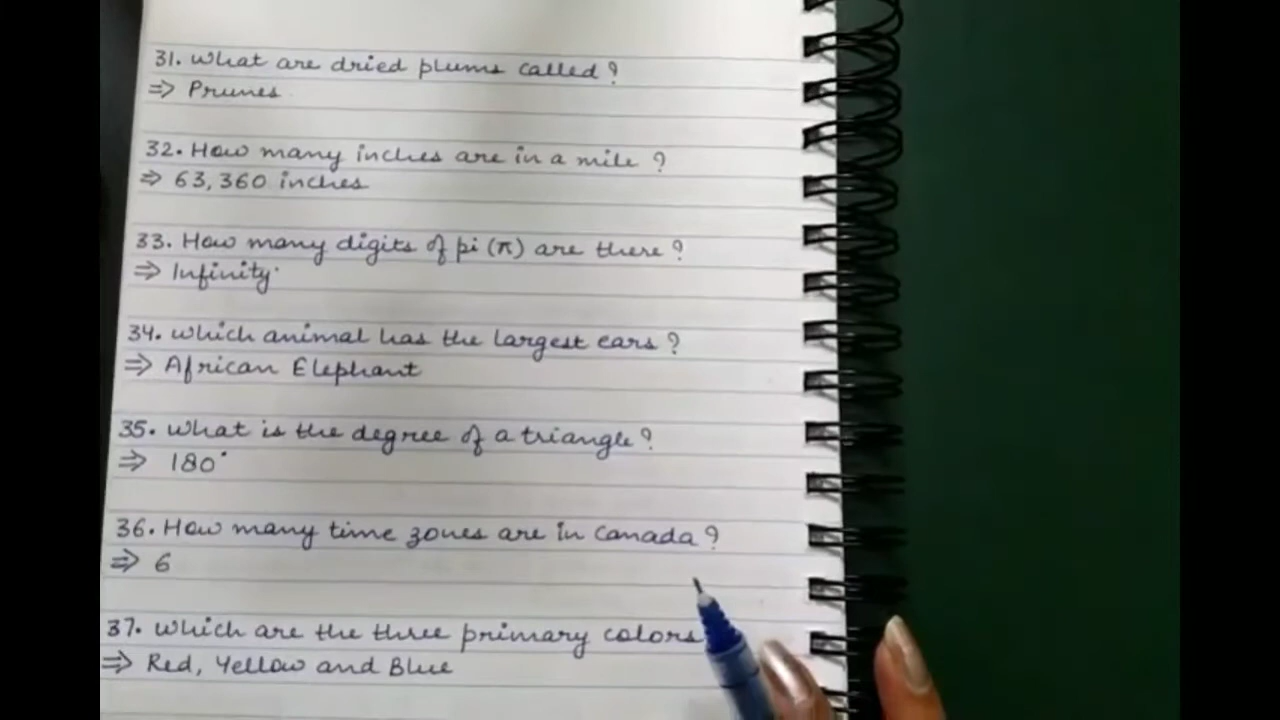 31. What are dried plums called?
⇒ Prunes
32. How many inches are in a mile?
⇒ 63,360 inches
33. How many digits of pi (π) are there?
⇒ Infinity
34. Which animal has the largest ears?
⇒ African Elephant
35. What is the degree of a triangle?
⇒ 180°
36. How many time zones are in Canada?
⇒ 6
37. Which are the three primary colors
⇒ Red, Yellow and Blue